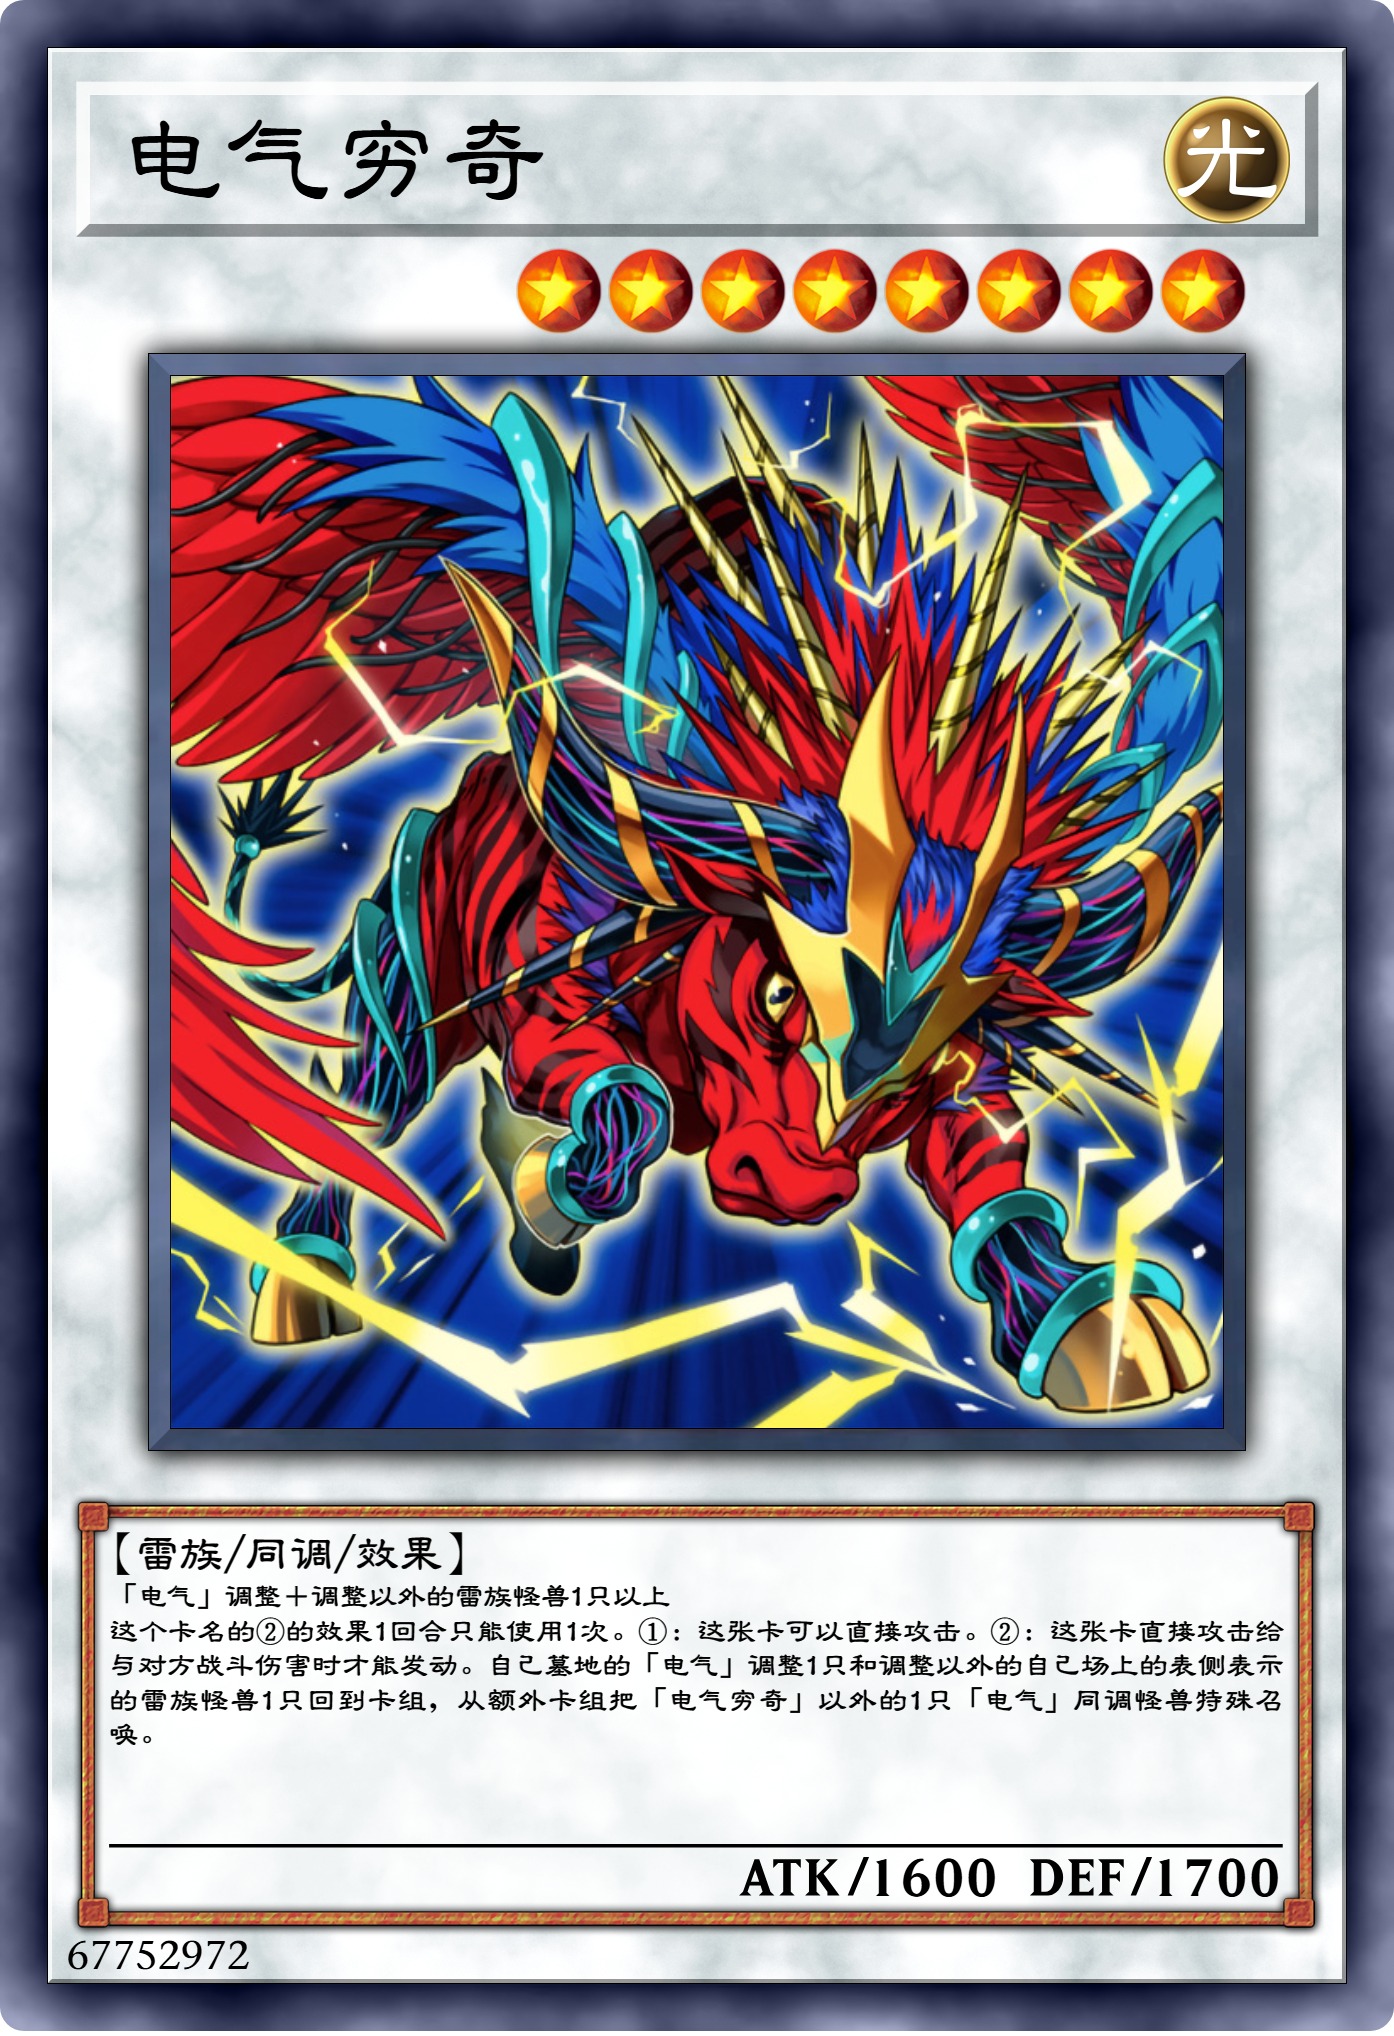 电气穷奇
光
【雷族/同调/效果】
「电气」调整＋调整以外的雷族怪兽1只以上
这个卡名的②的效果1回合只能使用1次。①：这张卡可以直接攻击。②：这张卡直接攻击给
与对方战斗伤害时才能发动。自己墓地的「电气」调整1只和调整以外的自己场上的表侧表示
的雷族怪兽1只回到卡组，从额外卡组把「电气穷奇」以外的1只「电气」同调怪兽特殊召
唤。
ATK/1600 DEF/1700
67752972